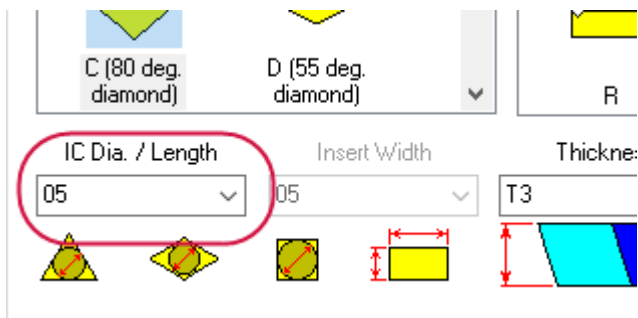 C (80 deg.
diamond)
D (55 deg.
diamond)
R
IC Dia. / Length
Insert Width
05
05
T3